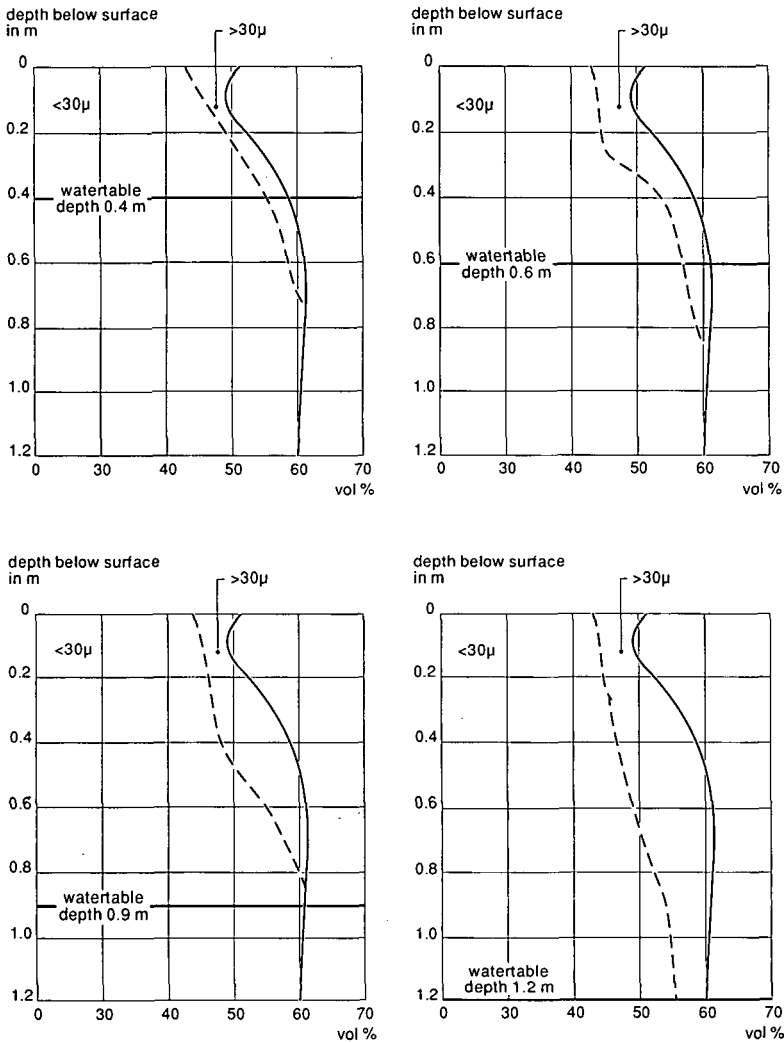 depth below surface
in m
>30µ
0
<30µ
0.2
watertable
0.4
depth 0.4 m
0.6
0.8
1.0
1.2
0 30 40 50 60 70
vol %
depth below surface
in m
>30µ
0
<30µ
0.2
0.4
watertable
0.6
depth 0.6 m
0.8
1.0
1.2
0 30 30 40 50 60 70
vol %
depth below surface
in m
>30µ
0
<30µ
0.2
0.4
0.6
0.8
watertable
depth 0.9 m
1.0
1.2
0 30 30 40 50 60 70
vol %
depth below surface
in m
>30µ
0
<30µ
0.2
0.4
0.6
0.8
1.0
watertable
depth 1.2 m
1.2
0 30 30 40 50 60 70
vol %